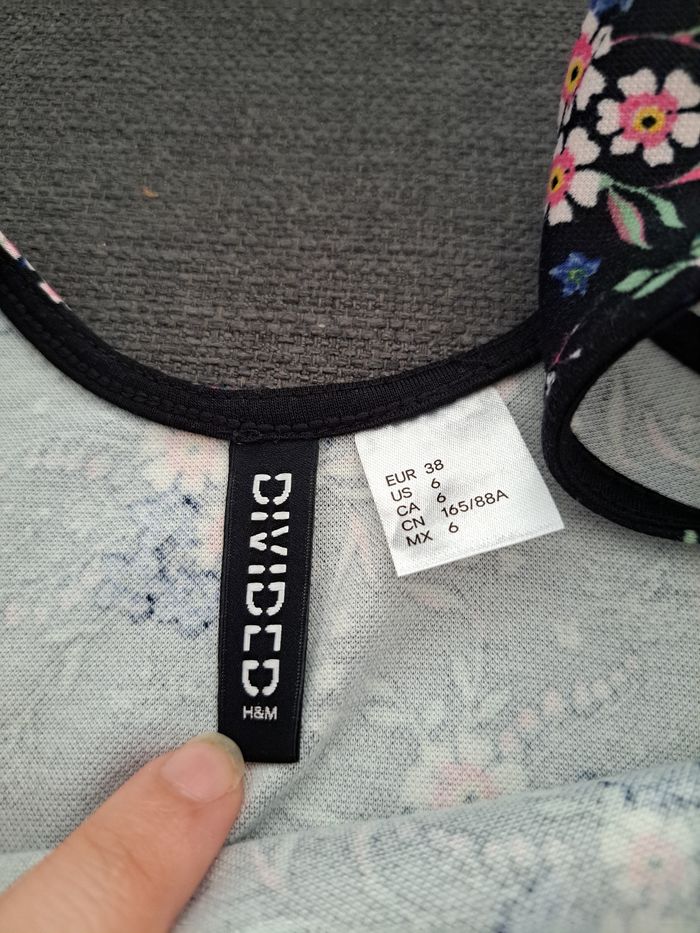 DIVIDED
H&M
EUR 38
US 6
CA 6
CN 165/88A
MX 6